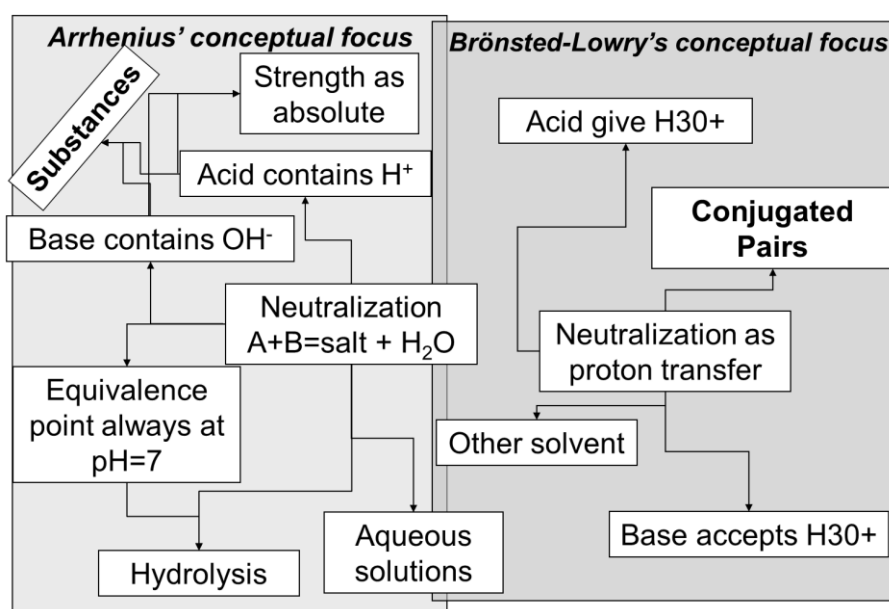 Arrhenius’ conceptual focus
Substances
Strength as
absolute
Acid contains H⁺
Base contains OH⁻
Neutralization
A+B=salt + H₂O
Equivalence
point always at
pH=7
Hydrolysis
Aqueous
solutions
Brönsted-Lowry’s conceptual focus
Acid give H30+
Conjugated
Pairs
Neutralization as
proton transfer
Other solvent
Base accepts H30+